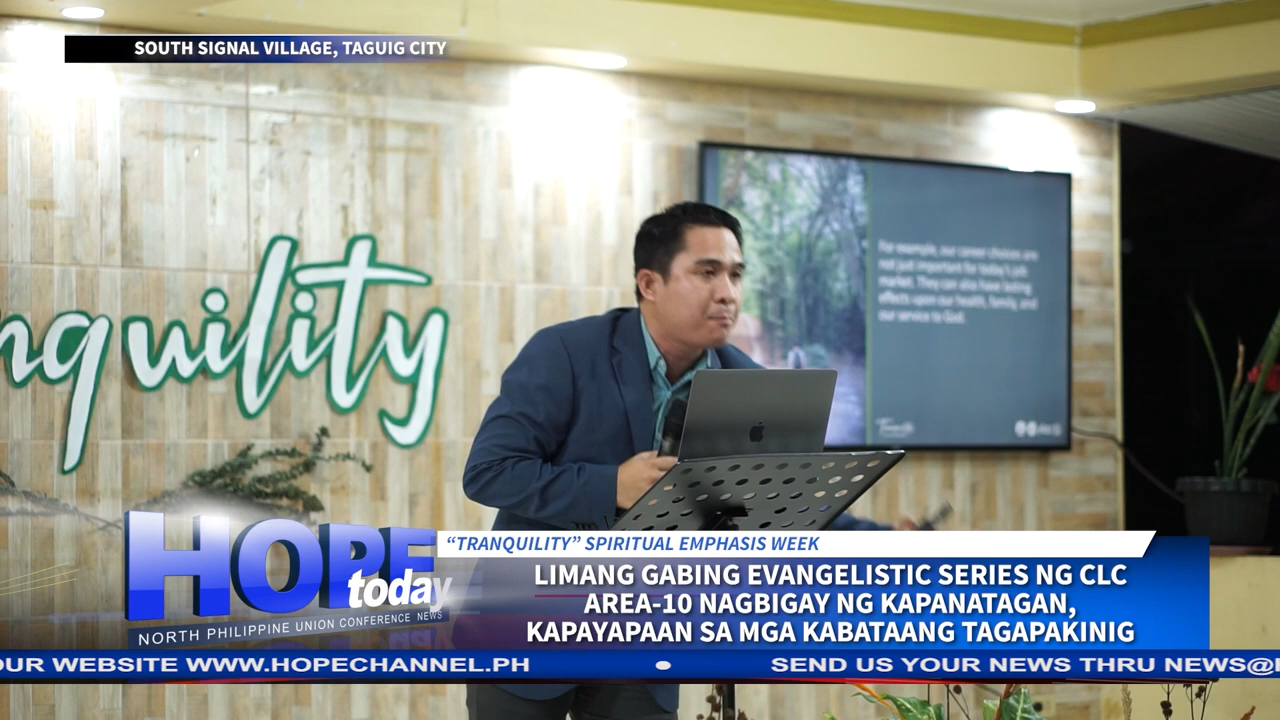 SOUTH SIGNAL VILLAGE, TAGUIG CITY
nquility
For example, our career choices are
not just important for today's job
market. They can also have lasting
effects upon our health, family, and
our service to God.
HOPE
today
NORTH PHILIPPINE UNION CONFERENCE NEWS
“TRANQUILITY” SPIRITUAL EMPHASIS WEEK
LIMANG GABING EVANGELISTIC SERIES NG CLC
AREA-10 NAGBIGAY NG KAPANATAGAN,
KAPAYAPAAN SA MGA KABATAANG TAGAPAKINIG
OUR WEBSITE WWW.HOPECHANNEL.PH • SEND US YOUR NEWS THRU NEWS@